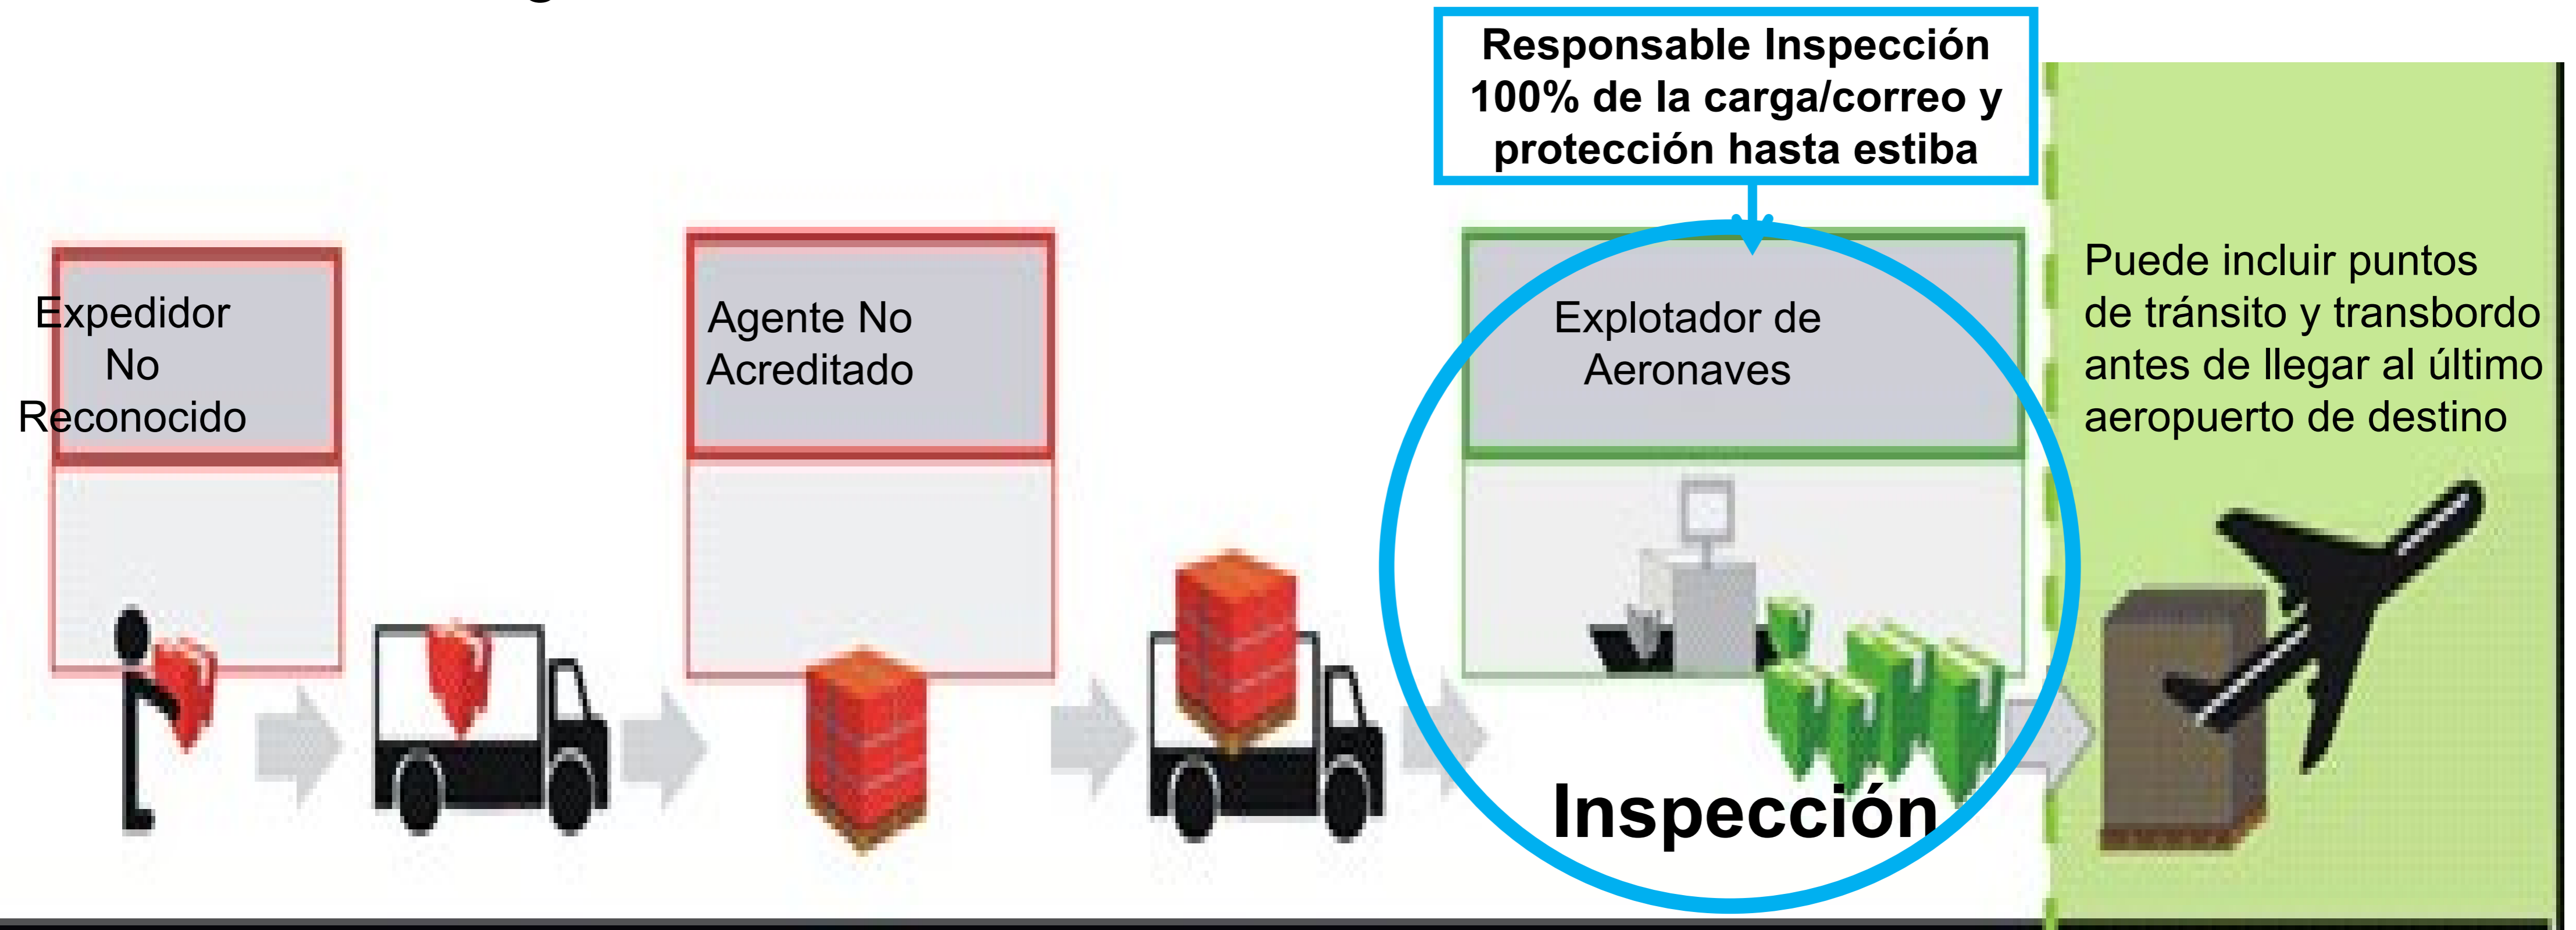 Responsable Inspección
100% de la carga/correo y
protección hasta estiba
Expedidor
No
Reconocido
Agente No
Acreditado
Explotador de
Aeronaves
Puede incluir puntos
de tránsito y transbordo
antes de llegar al último
aeropuerto de destino
Inspección